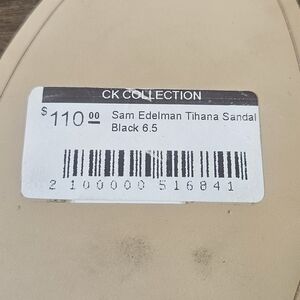 CK COLLECTION
$110.00 Sam Edelman Tihana Sandal
Black 6.5
2 100000 516841